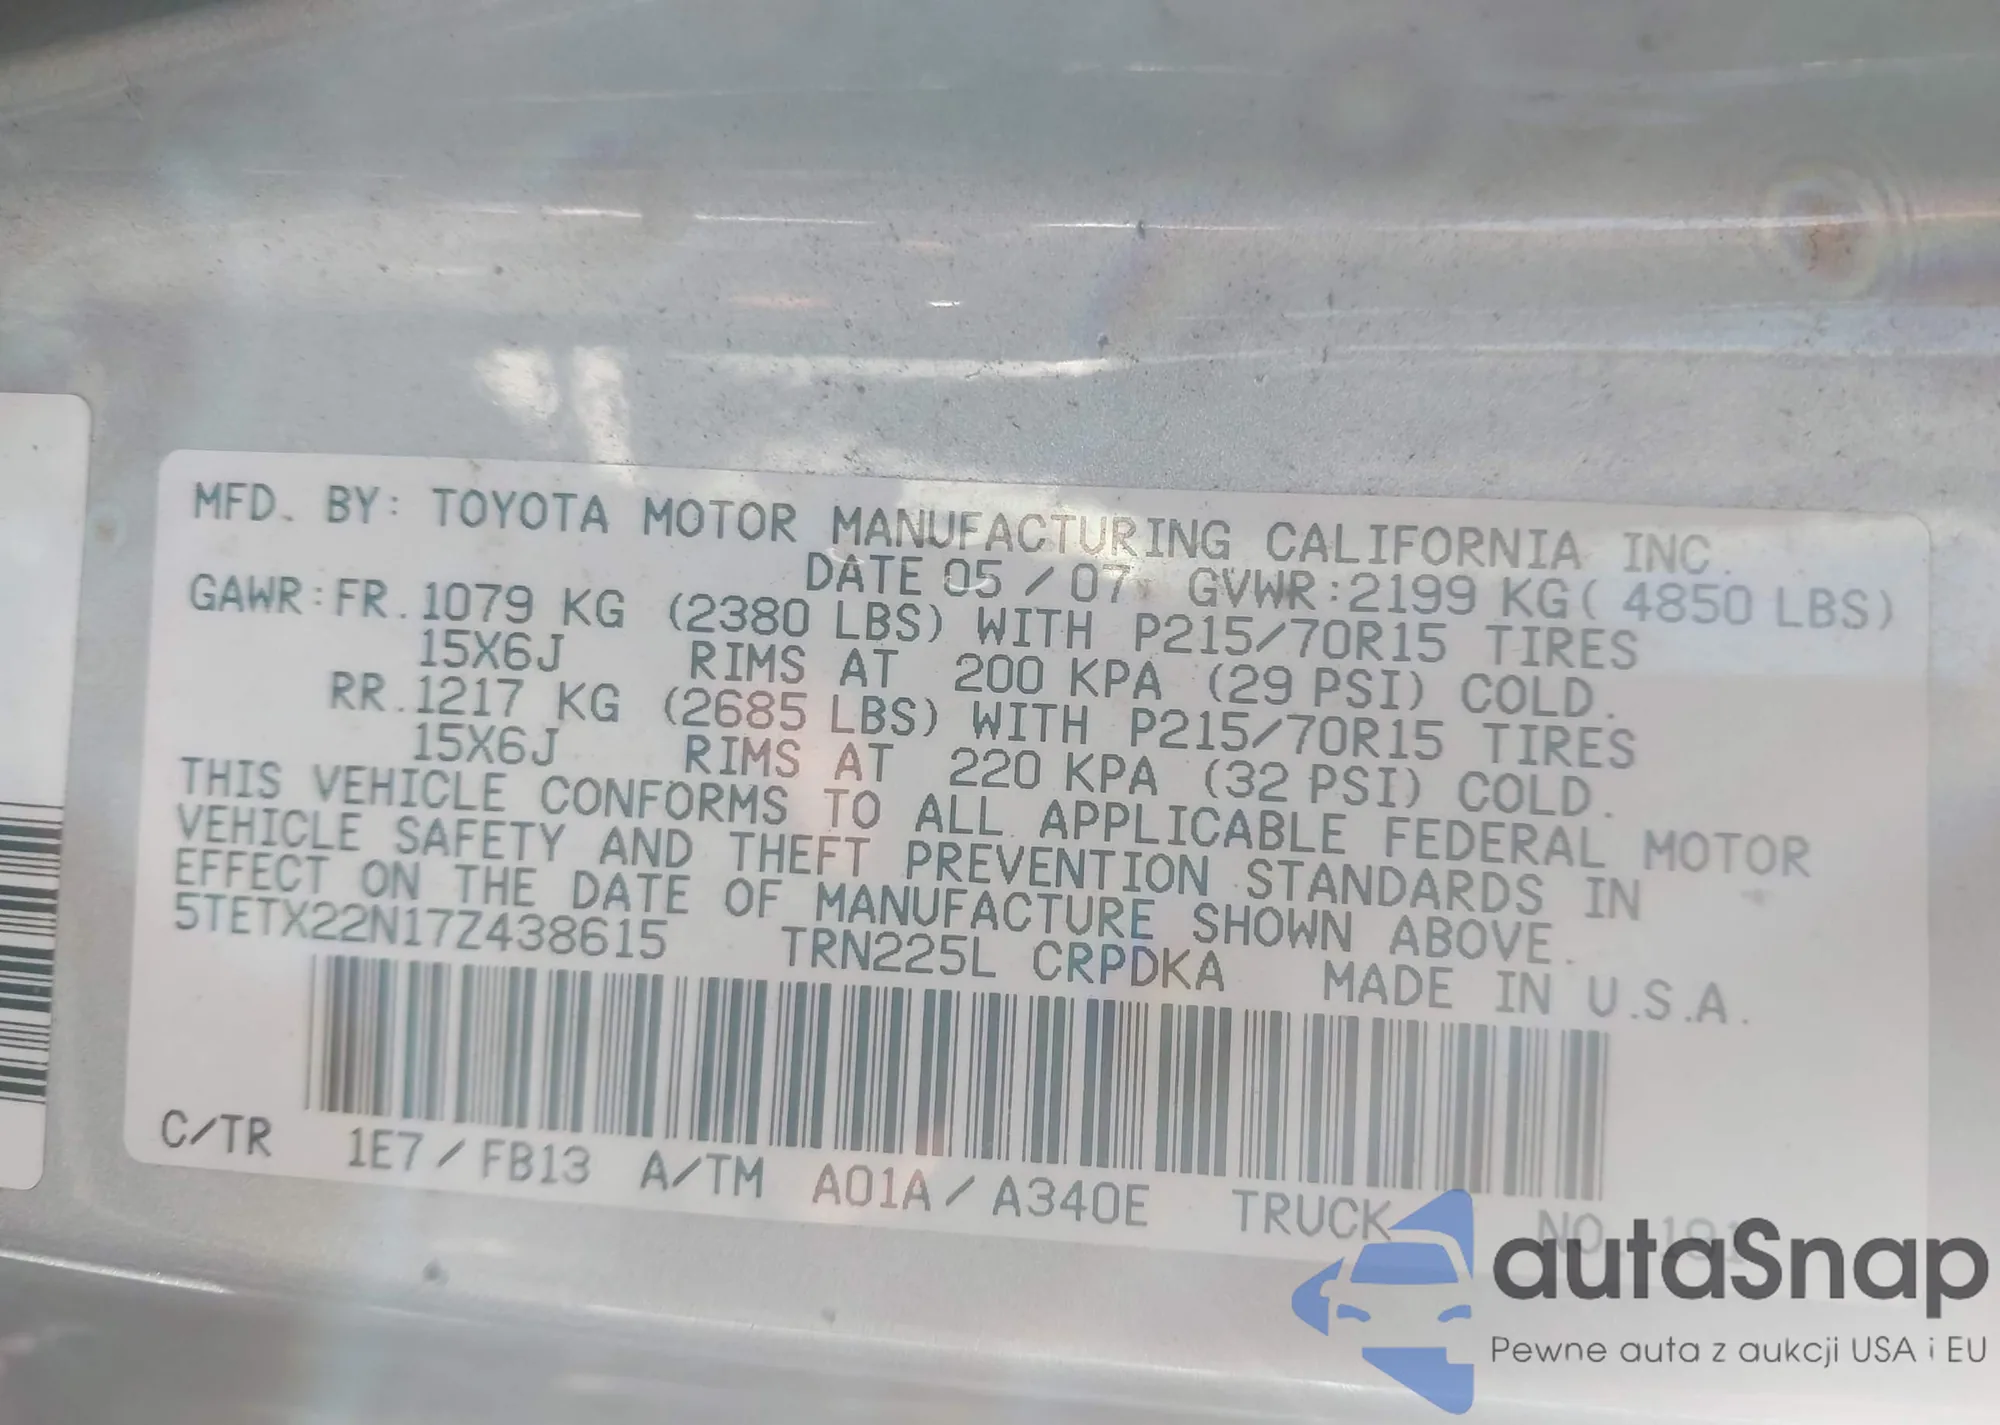 MFD. BY: TOYOTA MOTOR MANUFACTURING CALIFORNIA INC.
DATE 05 / 07 GVWR:2199 KG( 4850 LBS)
GAWR:FR.1079 KG (2380 LBS) WITH P215/70R15 TIRES
15X6J RIMS AT 200 KPA (29 PSI) COLD.
RR.1217 KG (2685 LBS) WITH P215/70R15 TIRES
15X6J RIMS AT 220 KPA (32 PSI) COLD.
THIS VEHICLE CONFORMS TO ALL APPLICABLE FEDERAL MOTOR
VEHICLE SAFETY AND THEFT PREVENTION STANDARDS IN
EFFECT ON THE DATE OF MANUFACTURE SHOWN ABOVE.
5TETX22N17Z438615 TRN225L CRPDKA MADE IN U.S.A.
C/TR 1E7/FB13 A/TM A01A/A340E TRUCK NO.
autaSnap
Pewne auta z aukcji USA i EU